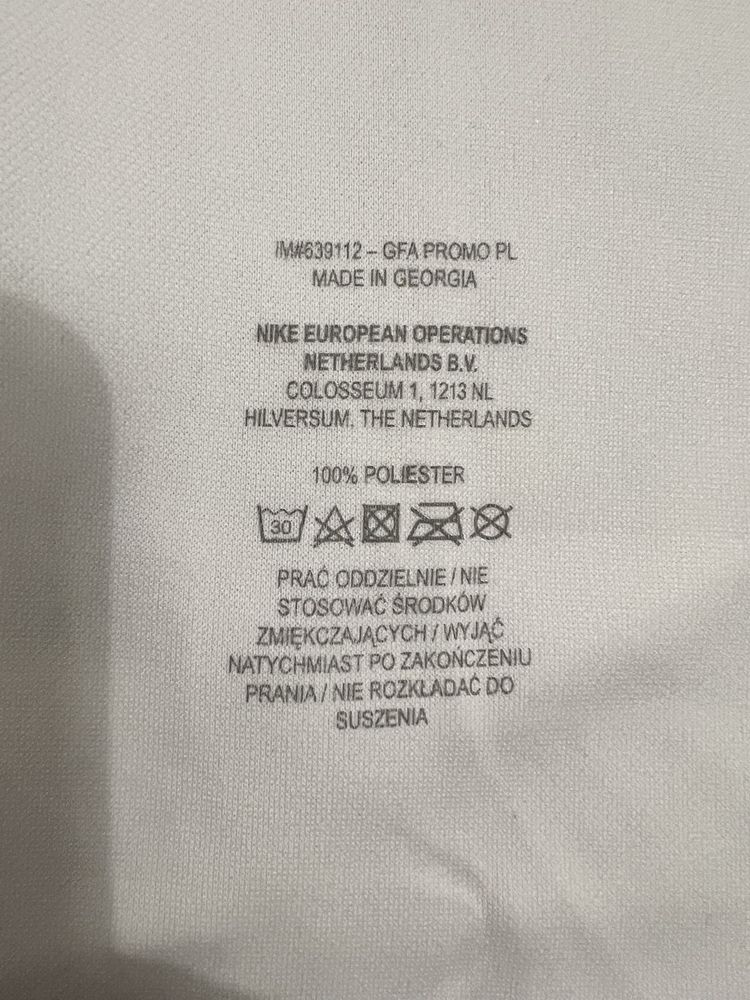 IM#639112 – GFA PROMO PL
MADE IN GEORGIA
NIKE EUROPEAN OPERATIONS
NETHERLANDS B.V.
COLOSSEUM 1, 1213 NL
HILVERSUM. THE NETHERLANDS
100% POLIESTER
30
PRAĆ ODDZIELNIE / NIE
STOSOWAĆ ŚRODKÓW
ZMIĘKCZAJĄCYCH / WYJĄĆ
NATYCHMIAST PO ZAKOŃCZENIU
PRANIA / NIE ROZKŁADAĆ DO
SUSZENIA